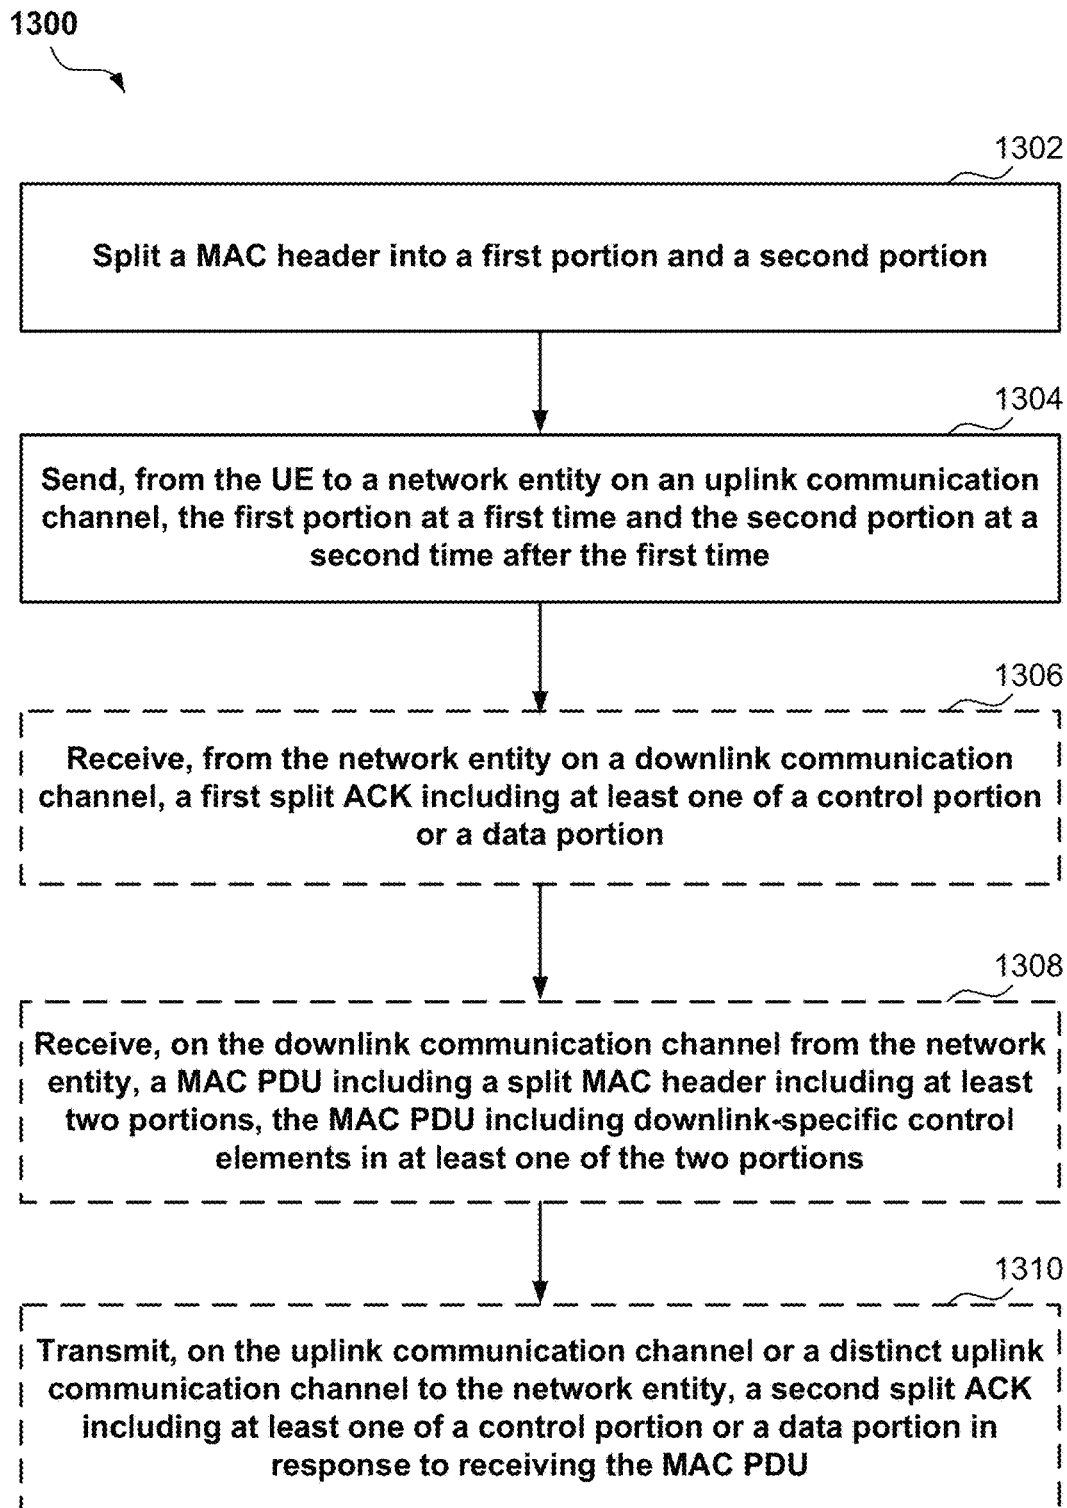 1300
1302
Split a MAC header into a first portion and a second portion
1304
Send, from the UE to a network entity on an uplink communication
channel, the first portion at a first time and the second portion at a
second time after the first time
1306
Receive, from the network entity on a downlink communication
channel, a first split ACK including at least one of a control portion
or a data portion
1308
Receive, on the downlink communication channel from the network
entity, a MAC PDU including a split MAC header including at least
two portions, the MAC PDU including downlink-specific control
elements in at least one of the two portions
1310
Transmit, on the uplink communication channel or a distinct uplink
communication channel to the network entity, a second split ACK
including at least one of a control portion or a data portion in
response to receiving the MAC PDU